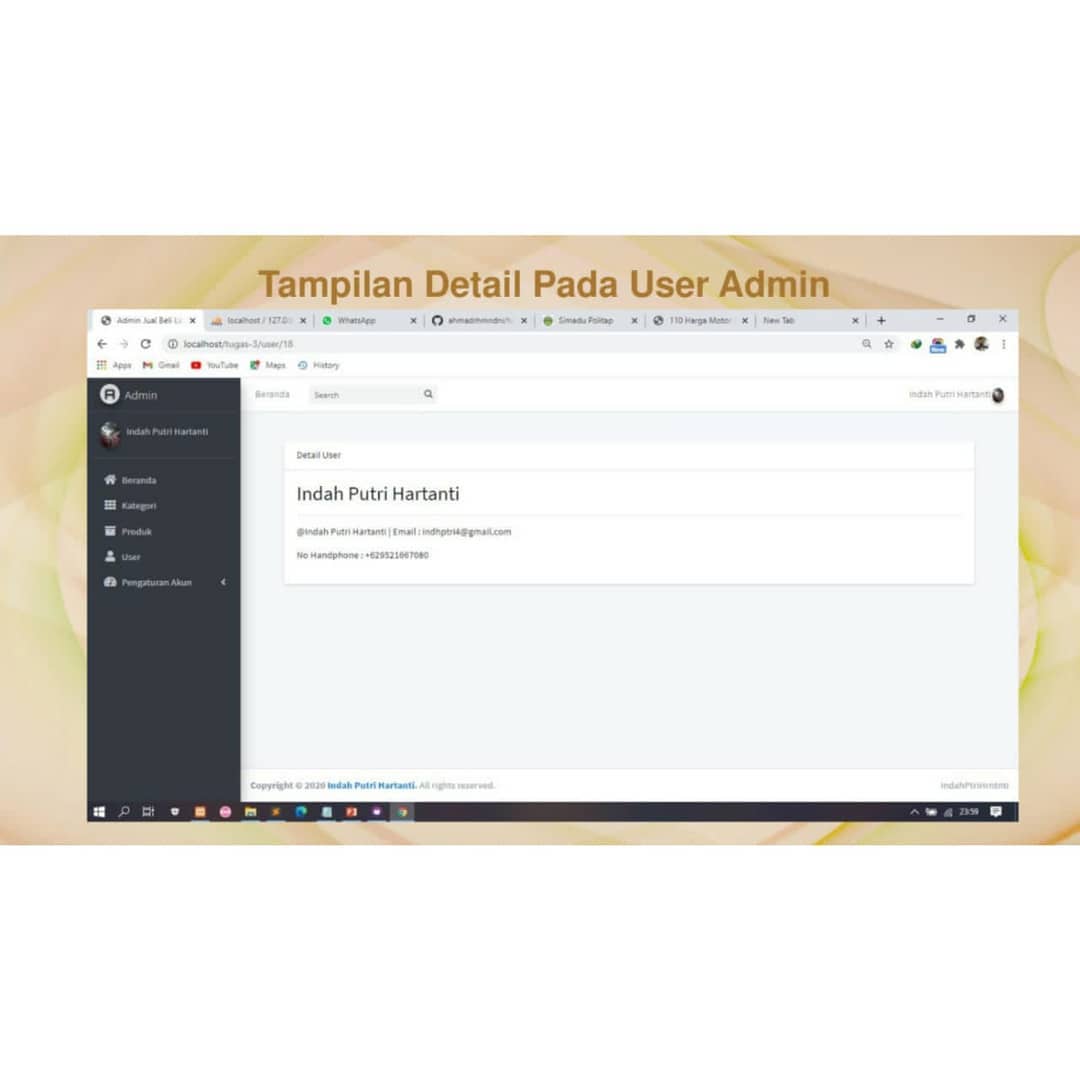 Tampilan Detail Pada User Admin
Admin Jual Beli
localhost / 127.0
WhatsApp
Simadu Politap
110 Harga Motor
New Tab
localhost/tugas-3/user/18
Apps
Gmail
YouTube
Maps
History
Admin
Beranda
Search
Indah Putri Hartanti
Indah Putri Hartanti
Beranda
Kategori
Produk
User
Pengaturan Akun
Detail User
Indah Putri Hartanti
@Indah Putri Hartanti | Email : indhptri4@gmail.com
No Handphone : +629521667080
Copyright © 2020 Indah Putri Hartanti. All rights reserved.
23:59